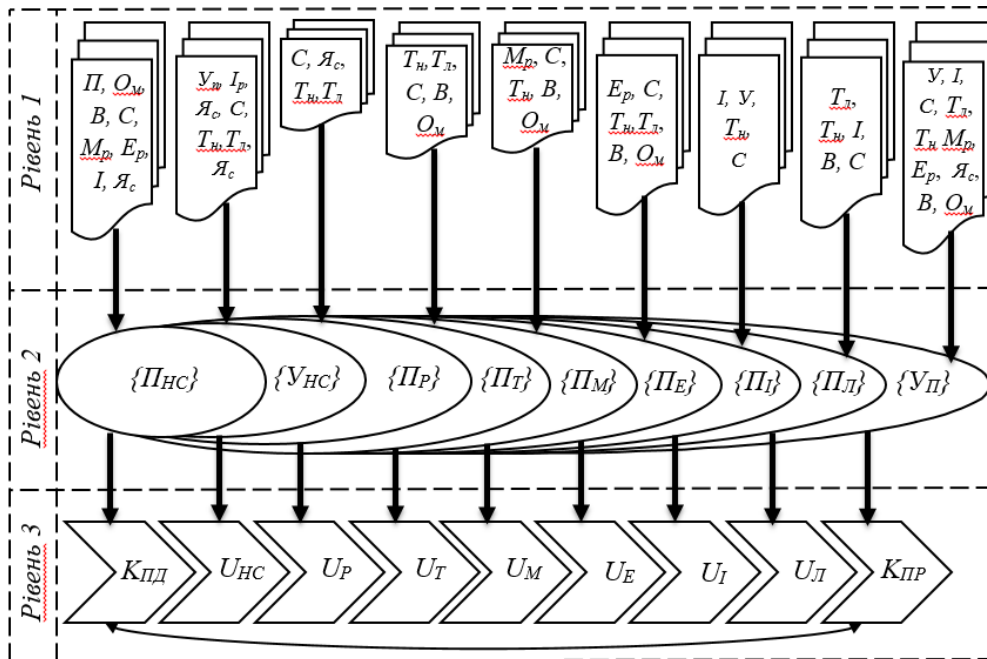 Рівень 1
П, Ом,
В, С,
Мр, Ер,
І, Яс
Уп, Ір,
Яс, С,
Тн,Тл,
Яс
С, Яс,
Тн,Тл
Тн,Тл,
С, В,
Ом
Мр, С,
Тн, В,
Ом
Ер, С,
Тн,Тл,
В, Ом
І, У,
Тн,
С
Тл,
Тн, І,
В, С
У, І,
С, Тл,
Тн Мр,
Ер, Яс,
В, Ом
Рівень 2
{ПНС}
{УНС}
{ПР}
{ПТ}
{ПМ}
{ПЕ}
{ПІ}
{ПЛ}
{УП}
Рівень 3
KПД
UНС
UР
UТ
UМ
UЕ
UІ
UЛ
KПР